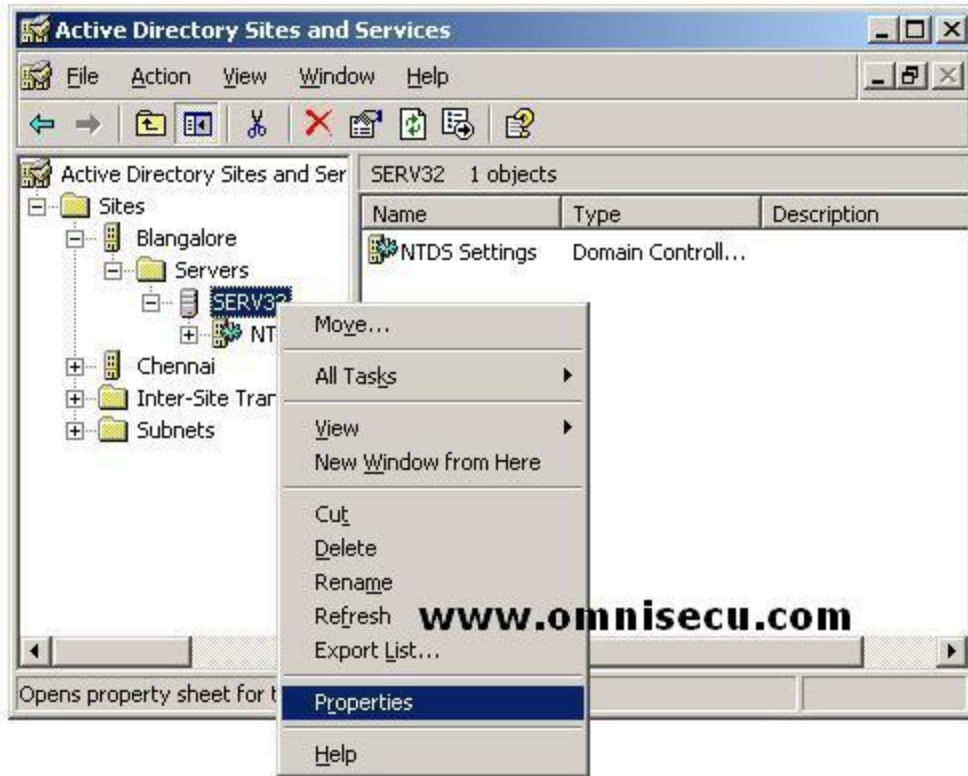 Active Directory Sites and Services
File Action View Window Help
Active Directory Sites and Ser
SERV32 1 objects
Sites
Name Type Description
Blangalore
NTDS Settings Domain Controll...
Servers
SERV32
NT
Chennai
Inter-Site Tran
Subnets
Move...
All Tasks
View
New Window from Here
Cut
Delete
Rename
Refresh
www.omnisecu.com
Export List...
Opens property sheet for t
Properties
Help